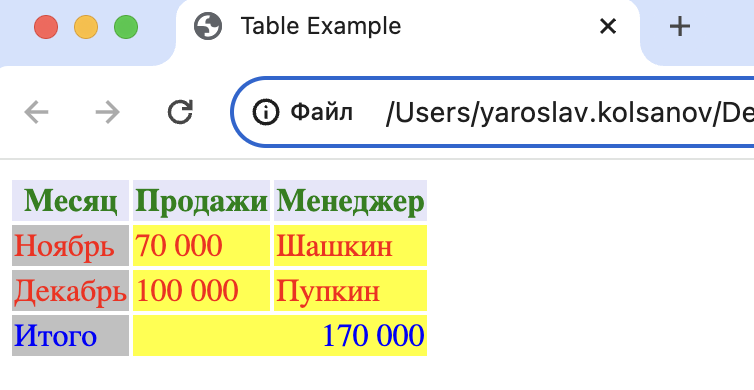 Table Example
Файл /Users/yaroslav.kolsanov/De
Месяц Продажи Менеджер
Ноябрь 70 000 Шашкин
Декабрь 100 000 Пупкин
Итого 170 000